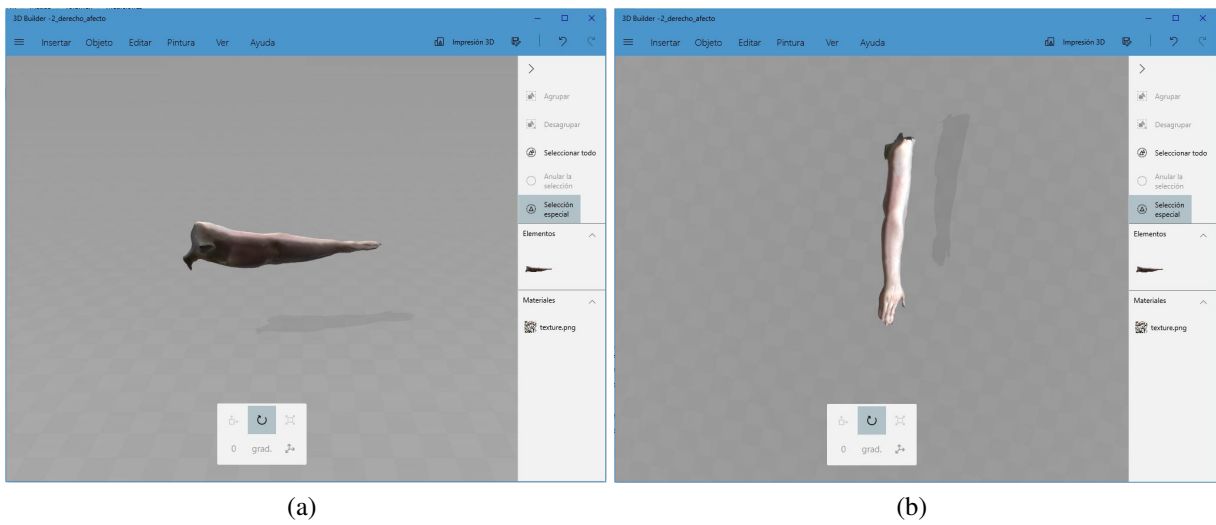 3D Builder -2_derecho_afecto
Insertar Objeto Editar Pintura Ver Ayuda Impresión 3D
Agrupar
Desagrupar
Seleccionar todo
Anular la
selección
Selección
especial
Elementos
Materiales
texture.png
0 grad.
(a)
3D Builder -2_derecho_afecto
Insertar Objeto Editar Pintura Ver Ayuda Impresión 3D
Agrupar
Desagrupar
Seleccionar todo
Anular la
selección
Selección
especial
Elementos
Materiales
texture.png
0 grad.
(b)